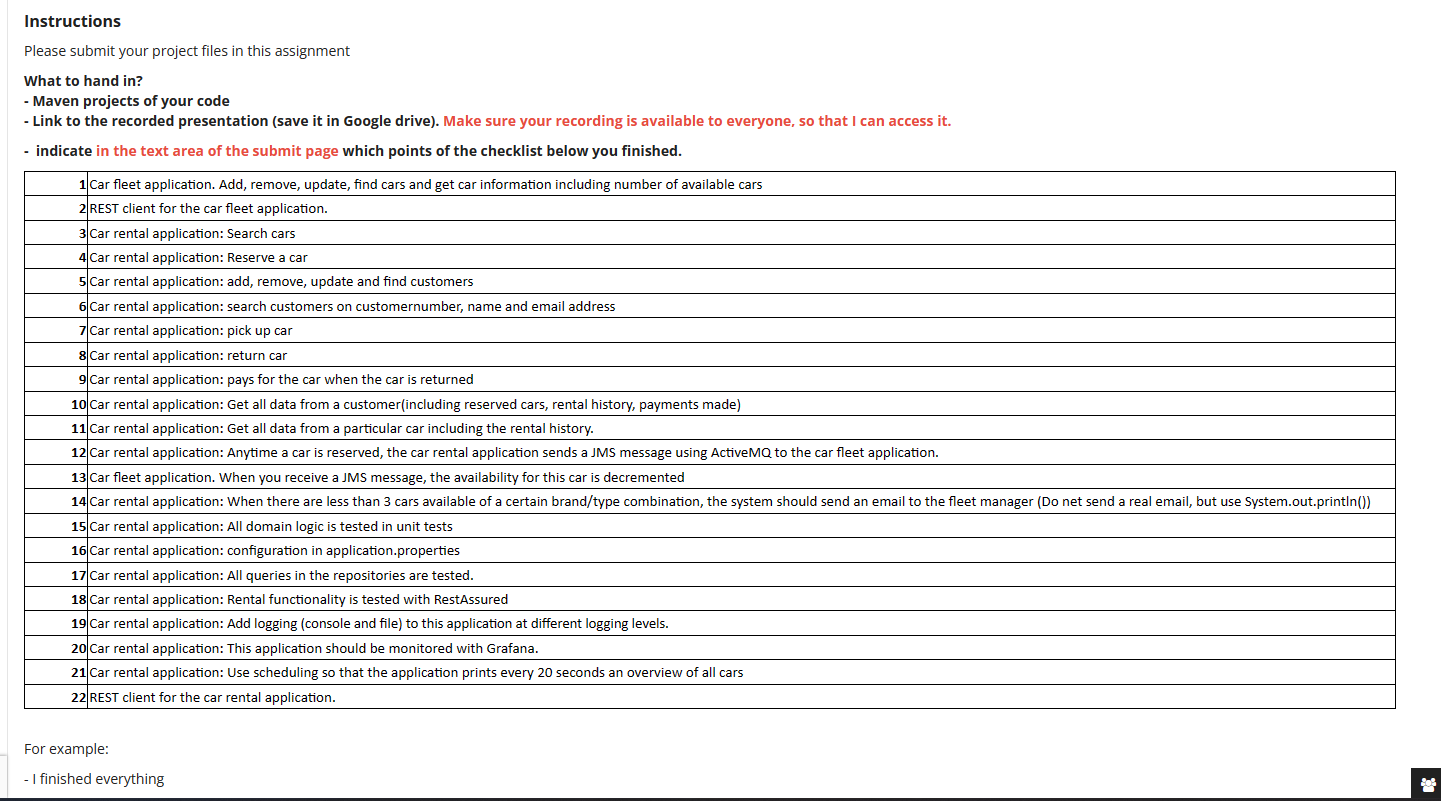 Instructions
Please submit your project files in this assignment
What to hand in?
- Maven projects of your code
- Link to the recorded presentation (save it in Google drive). Make sure your recording is available to everyone, so that I can access it.
- indicate in the text area of the submit page which points of the checklist below you finished.
1 Car fleet application. Add, remove, update, find cars and get car information including number of available cars
2 REST client for the car fleet application.
3 Car rental application: Search cars
4 Car rental application: Reserve a car
5 Car rental application: add, remove, update and find customers
6 Car rental application: search customers on customernumber, name and email address
7 Car rental application: pick up car
8 Car rental application: return car
9 Car rental application: pays for the car when the car is returned
10 Car rental application: Get all data from a customer(including reserved cars, rental history, payments made)
11 Car rental application: Get all data from a particular car including the rental history.
12 Car rental application: Anytime a car is reserved, the car rental application sends a JMS message using ActiveMQ to the car fleet application.
13 Car fleet application. When you receive a JMS message, the availability for this car is decremented
14 Car rental application: When there are less than 3 cars available of a certain brand/type combination, the system should send an email to the fleet manager (Do net send a real email, but use System.out.println())
15 Car rental application: All domain logic is tested in unit tests
16 Car rental application: configuration in application.properties
17 Car rental application: All queries in the repositories are tested.
18 Car rental application: Rental functionality is tested with RestAssured
19 Car rental application: Add logging (console and file) to this application at different logging levels.
20 Car rental application: This application should be monitored with Grafana.
21 Car rental application: Use scheduling so that the application prints every 20 seconds an overview of all cars
22 REST client for the car rental application.
For example:
- I finished everything